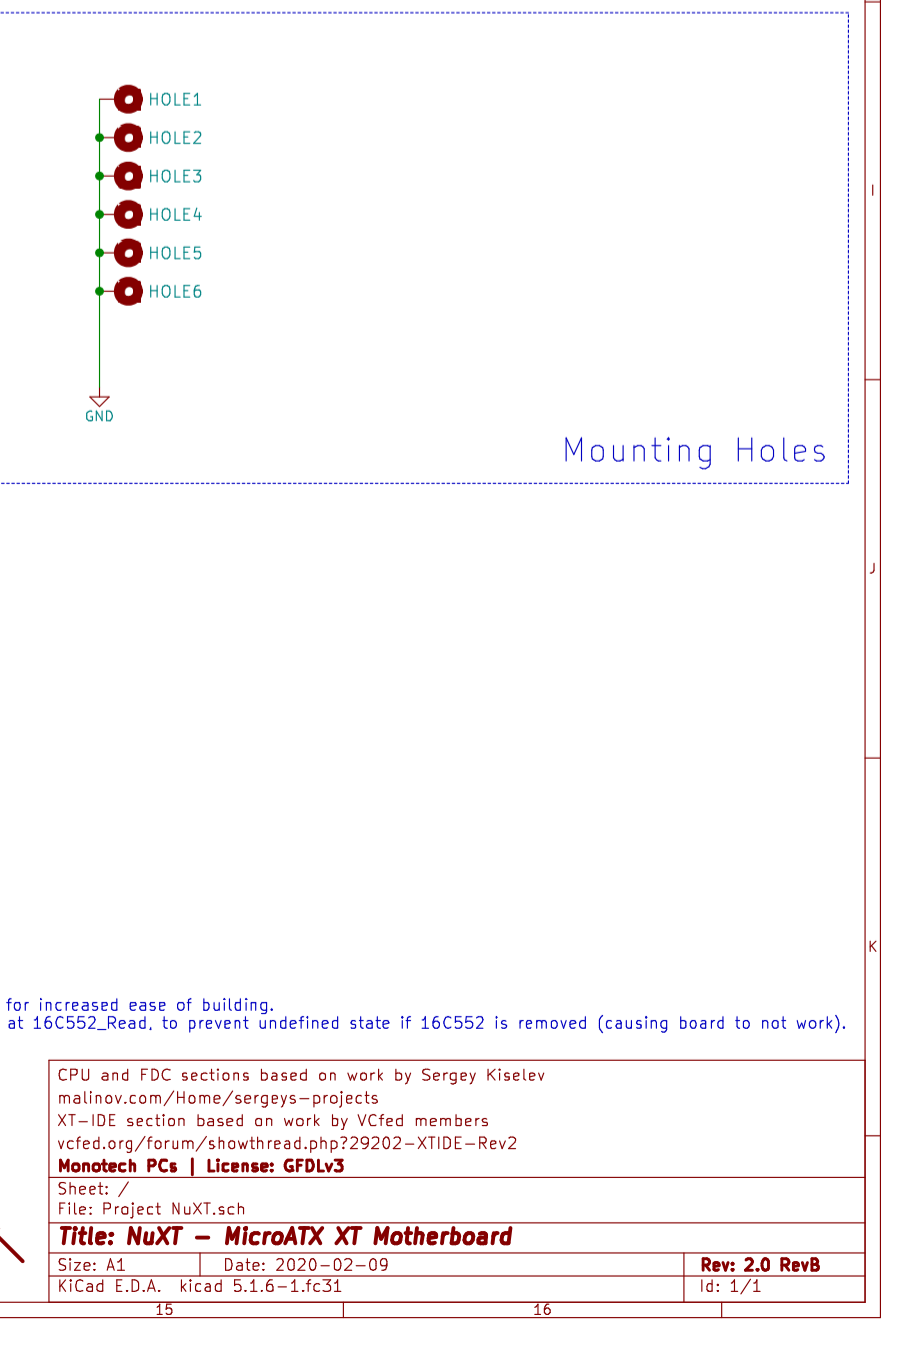 HOLE1
HOLE2
HOLE3
HOLE4
HOLE5
HOLE6
GND
Mounting Holes
I
J
K
for increased ease of building.
at 16C552_Read, to prevent undefined state if 16C552 is removed (causing board to not work).
CPU and FDC sections based on work by Sergey Kiselev
malinov.com/Home/sergeys-projects
XT-IDE section based on work by VCfed members
vcfed.org/forum/showthread.php?29202-XTIDE-Rev2
Monotech PCs | License: GFDLv3
Sheet: /
File: Project NuXT.sch
Title: NuXT - MicroATX XT Motherboard
Size: A1 Date: 2020-02-09 Rev: 2.0 RevB
KiCad E.D.A. kicad 5.1.6-1.fc31 Id: 1/1
15 16